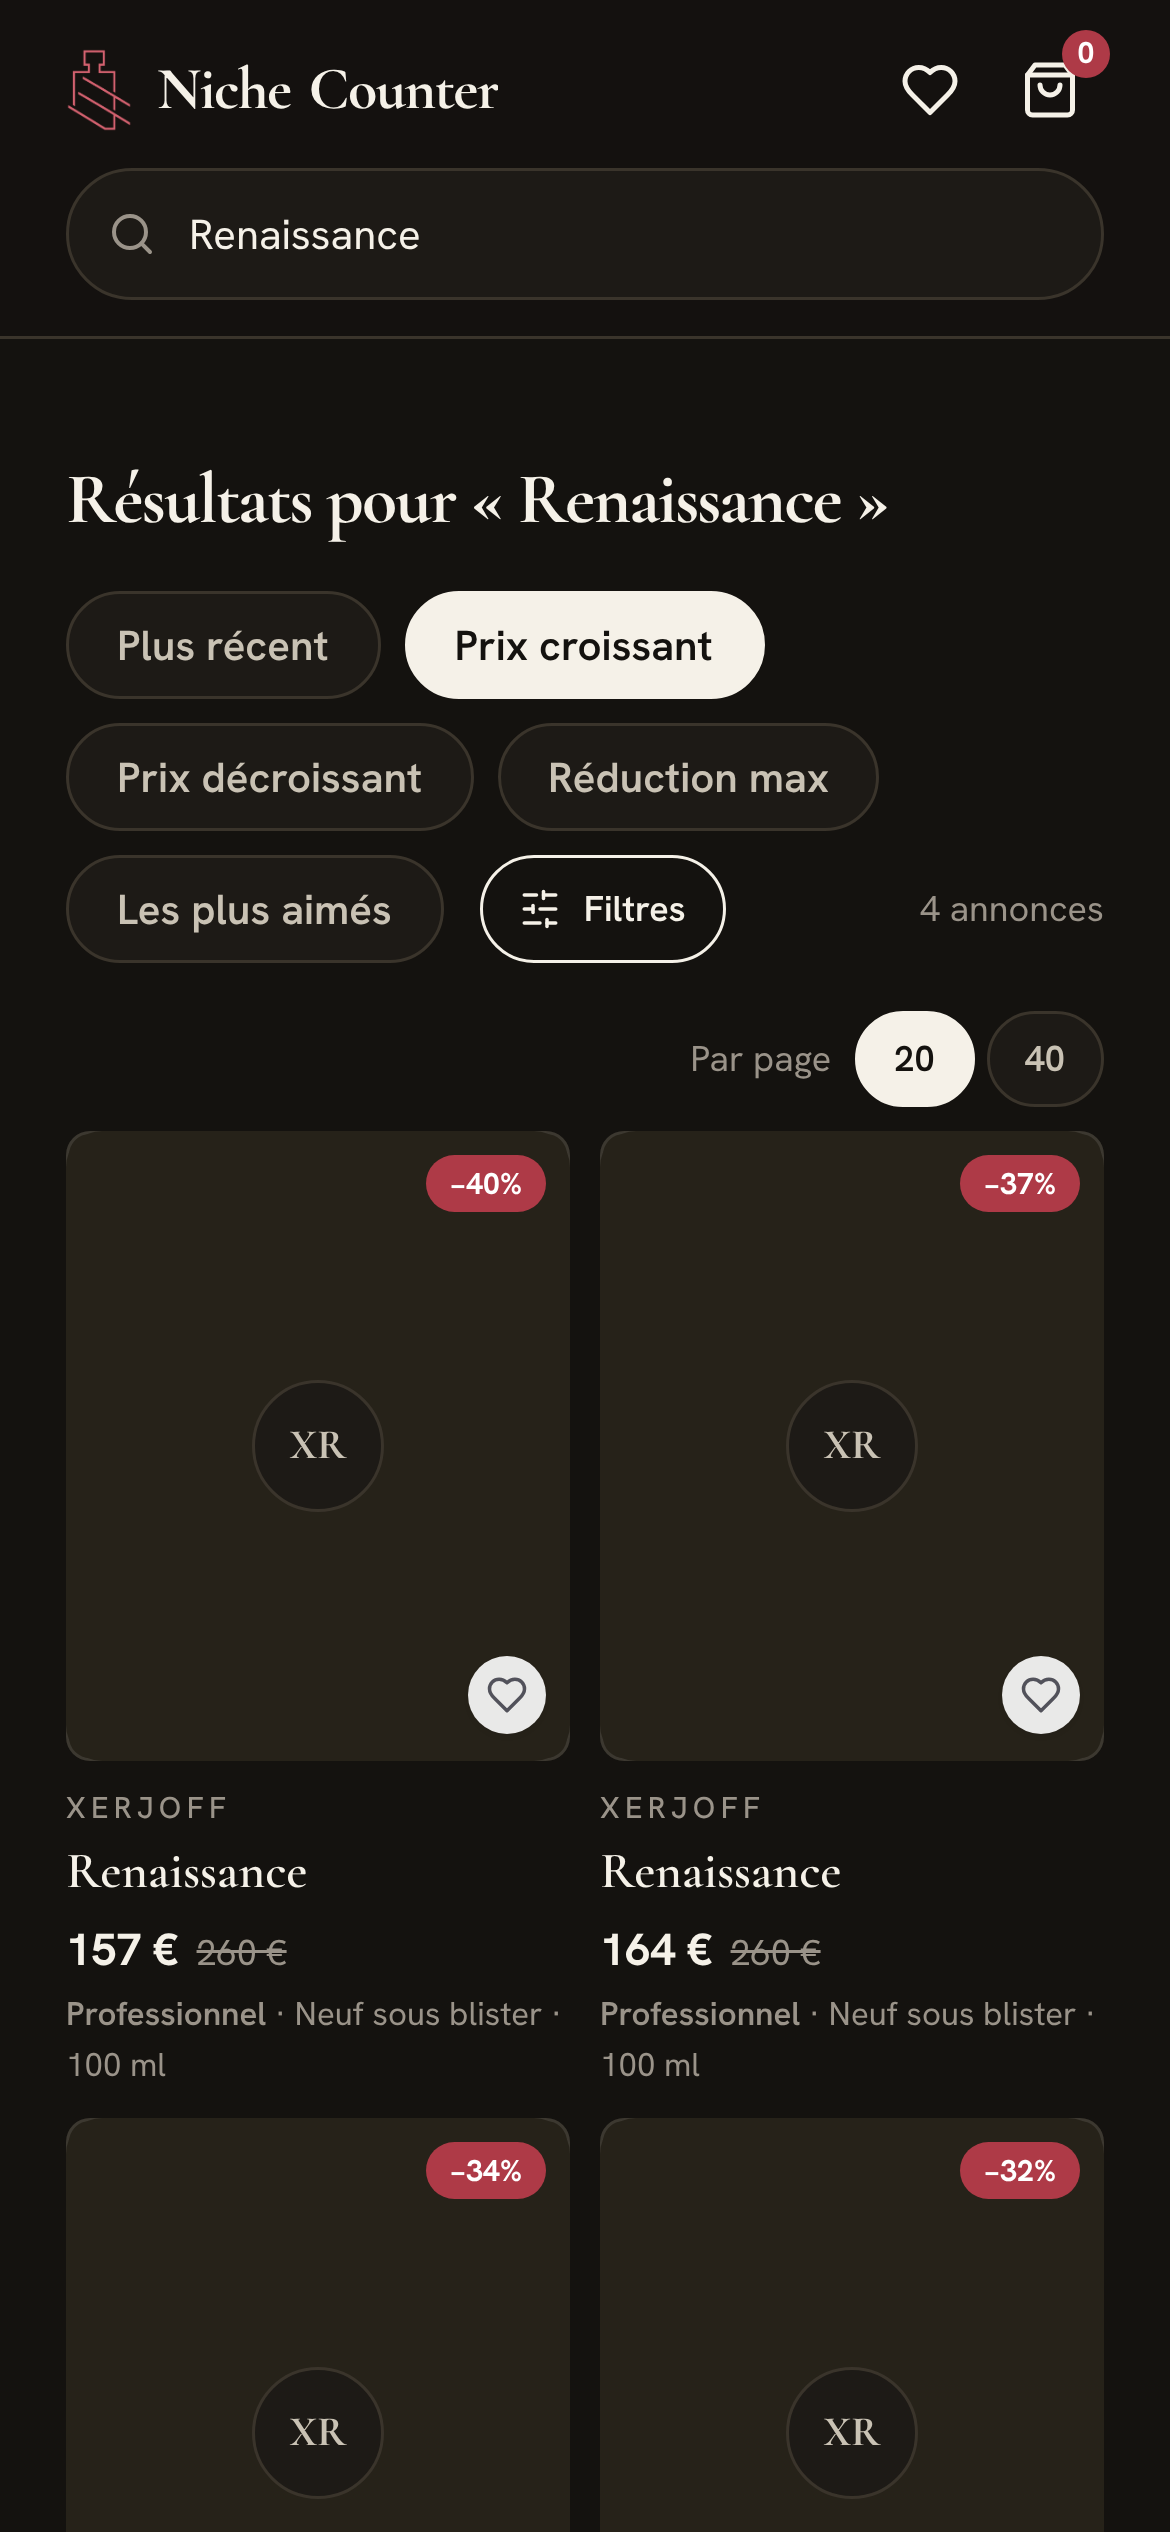 Niche Counter
0
Renaissance
Résultats pour « Renaissance »
Plus récent
Prix croissant
Prix décroissant
Réduction max
Les plus aimés
Filtres
4 annonces
Par page
20
40
–40%
XR
XERJOFF
Renaissance
157 € 260 €
Professionnel · Neuf sous blister ·
100 ml
–37%
XR
XERJOFF
Renaissance
164 € 260 €
Professionnel · Neuf sous blister ·
100 ml
–34%
XR
–32%
XR